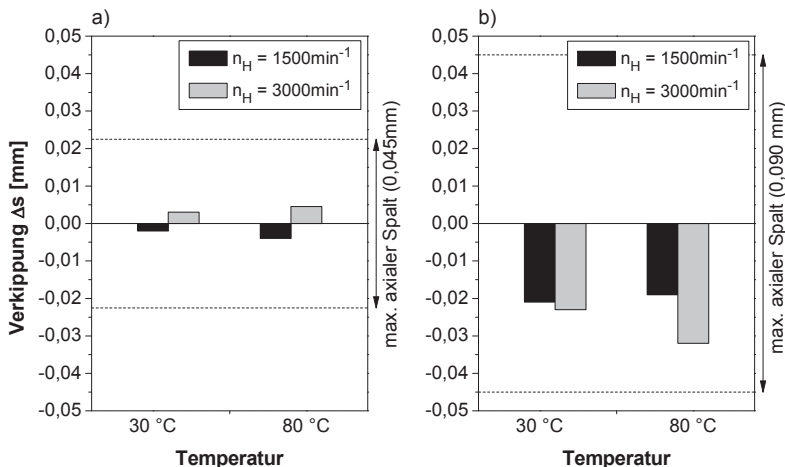 a)
0,05
0,04
0,03
0,02
0,01
0,00
-0,01
-0,02
-0,03
-0,04
-0,05
Verkippung Δs [mm]
n_H = 1500min⁻¹
n_H = 3000min⁻¹
max. axialer Spalt (0,045mm)
30 °C
80 °C
Temperatur
b)
0,05
0,04
0,03
0,02
0,01
0,00
-0,01
-0,02
-0,03
-0,04
-0,05
n_H = 1500min⁻¹
n_H = 3000min⁻¹
max. axialer Spalt (0,090 mm)
30 °C
80 °C
Temperatur